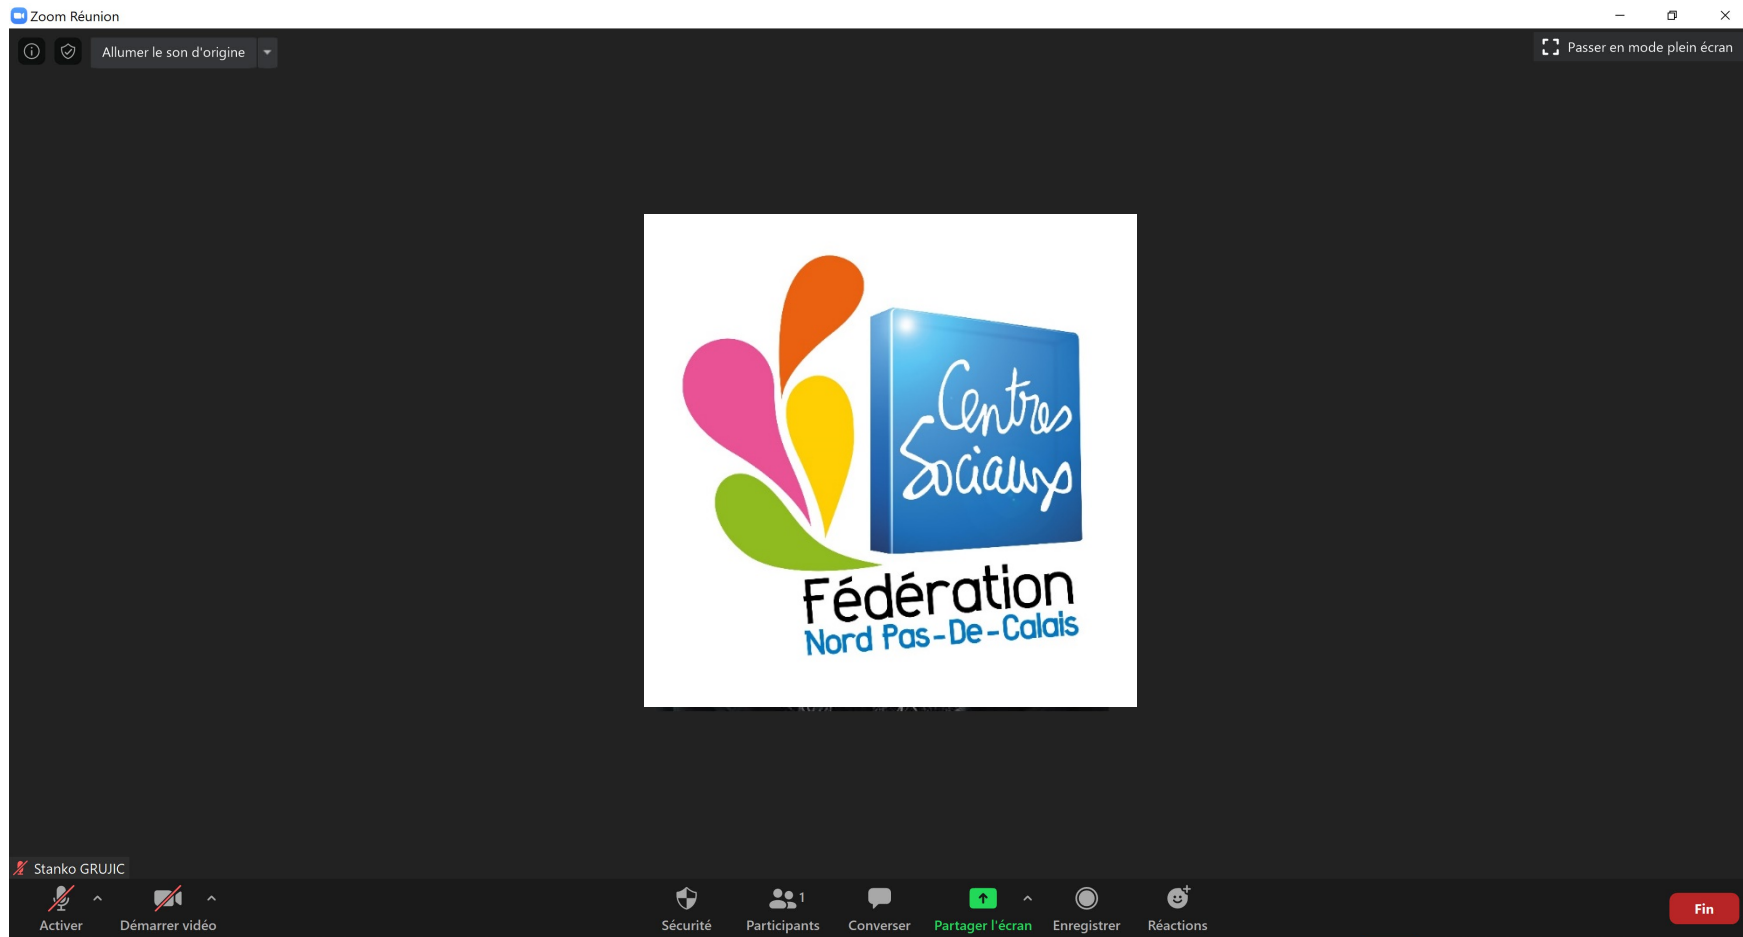 Zoom Réunion
Allumer le son d'origine
Passer en mode plein écran
Centres
Sociaux
Fédération
Nord Pas-De-Calais
Stanko GRUJIC
1
Activer Démarrer vidéo Sécurité Participants Converser Partager l'écran Enregistrer Réactions Fin